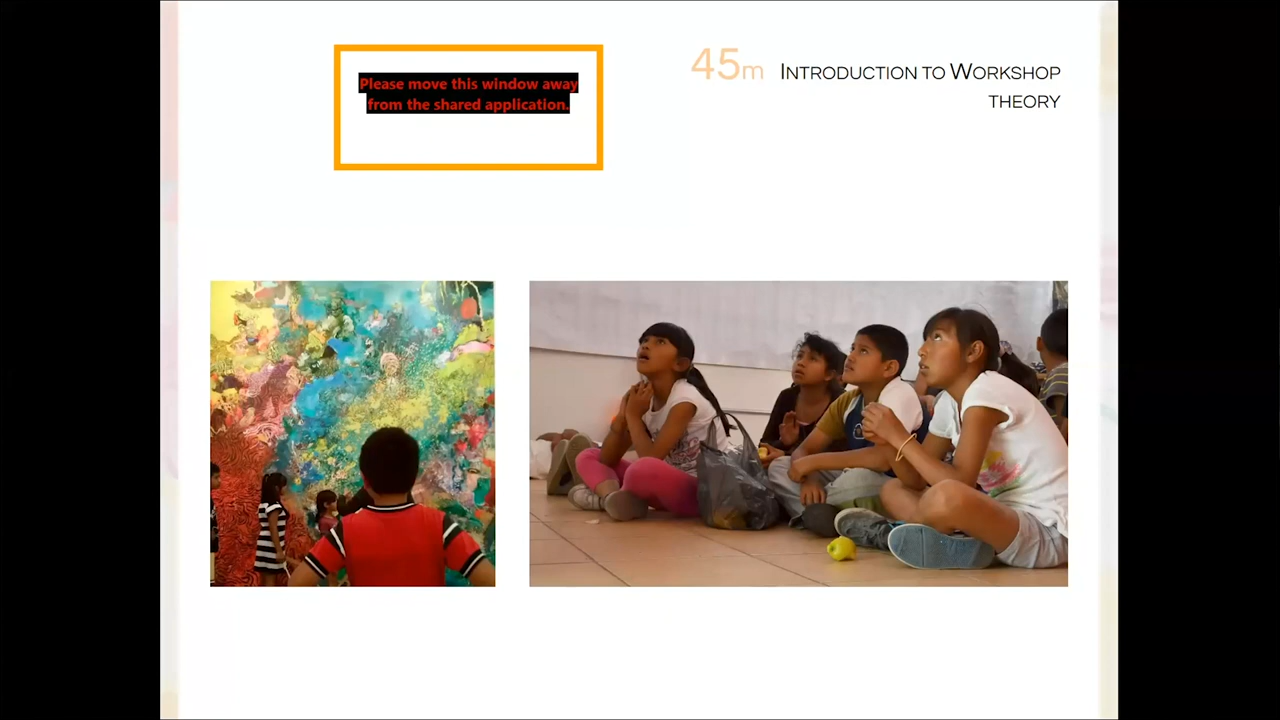 Please move this window away
from the shared application.
45m INTRODUCTION TO WORKSHOP
THEORY